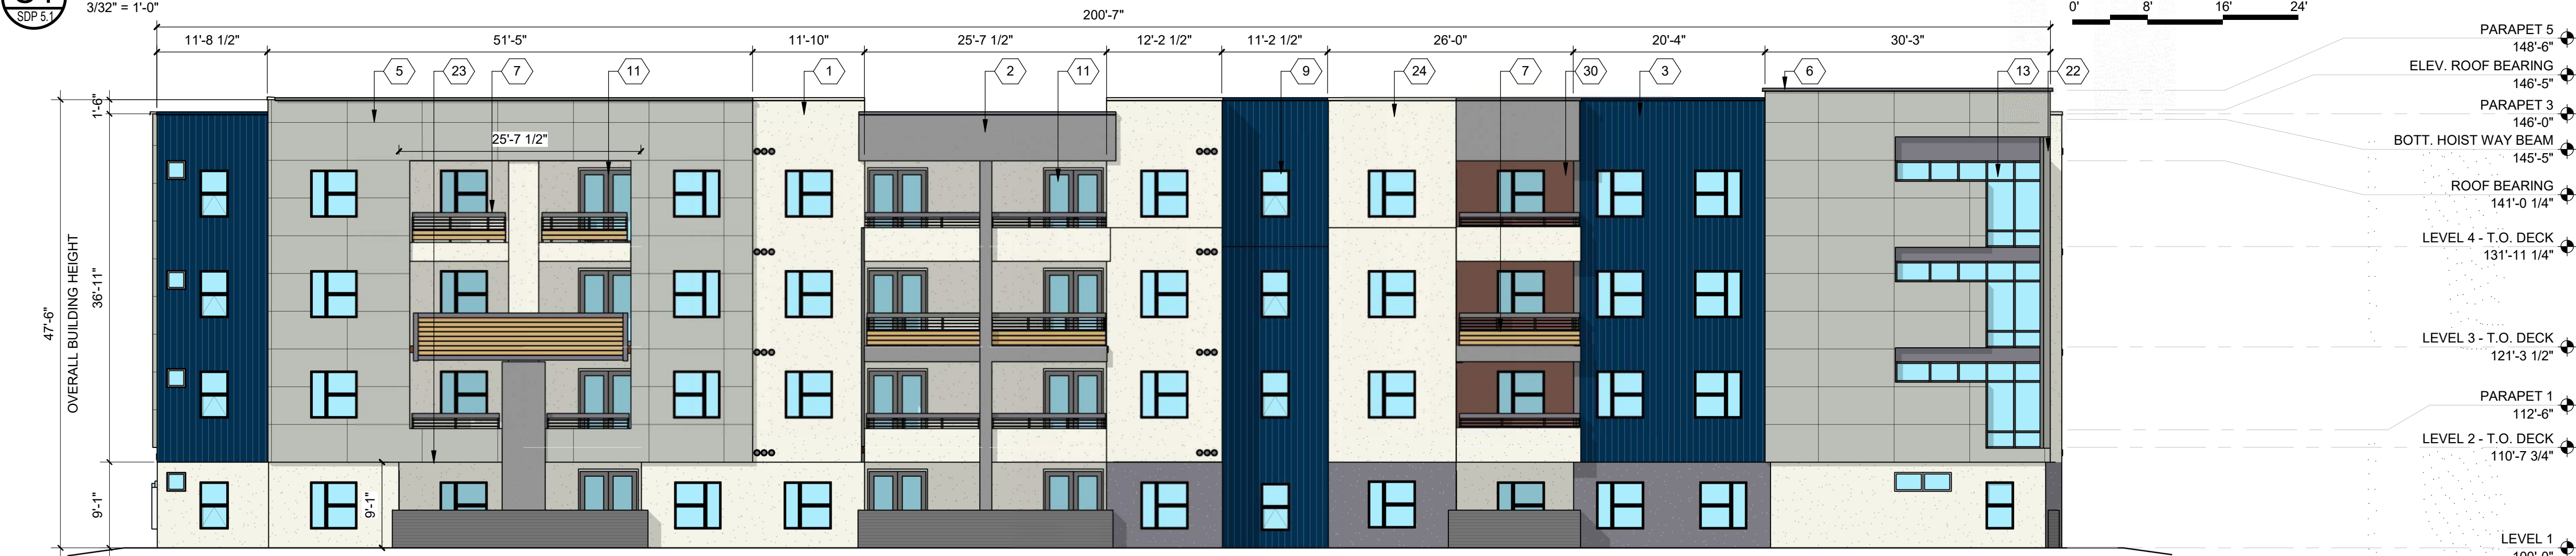 SDP 5.1
3/32" = 1'-0"
0' 8' 16' 24'
200'-7"
11'-8 1/2" 51'-5" 11'-10" 25'-7 1/2" 12'-2 1/2" 11'-2 1/2" 26'-0" 20'-4" 30'-3"
5 23 7 11 1 2 11 9 24 7 30 3 6 13 22
1'-6"
25'-7 1/2"
36'-1"
47'-6"
OVERALL BUILDING HEIGHT
9'-1"
9'-1"
PARAPET 5
148'-6"
ELEV. ROOF BEARING
146'-5"
PARAPET 3
146'-0"
BOTT. HOIST WAY BEAM
145'-5"
ROOF BEARING
141'-0 1/4"
LEVEL 4 - T.O. DECK
131'-11 1/4"
LEVEL 3 - T.O. DECK
121'-3 1/2"
PARAPET 1
112'-6"
LEVEL 2 - T.O. DECK
110'-7 3/4"
LEVEL 1